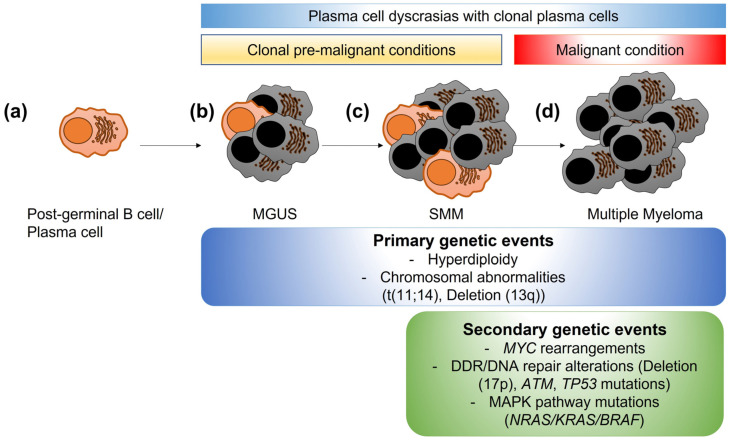 Plasma cell dyscrasias with clonal plasma cells
Clonal pre-malignant conditions
Malignant condition
(a)
(b)
(c)
(d)
Post-germinal B cell/
Plasma cell
MGUS
SMM
Multiple Myeloma
Primary genetic events
- Hyperdiploidy
- Chromosomal abnormalities
(t(11;14), Deletion (13q))
Secondary genetic events
- MYC rearrangements
- DDR/DNA repair alterations (Deletion
(17p), ATM, TP53 mutations)
- MAPK pathway mutations
(NRAS/KRAS/BRAF)